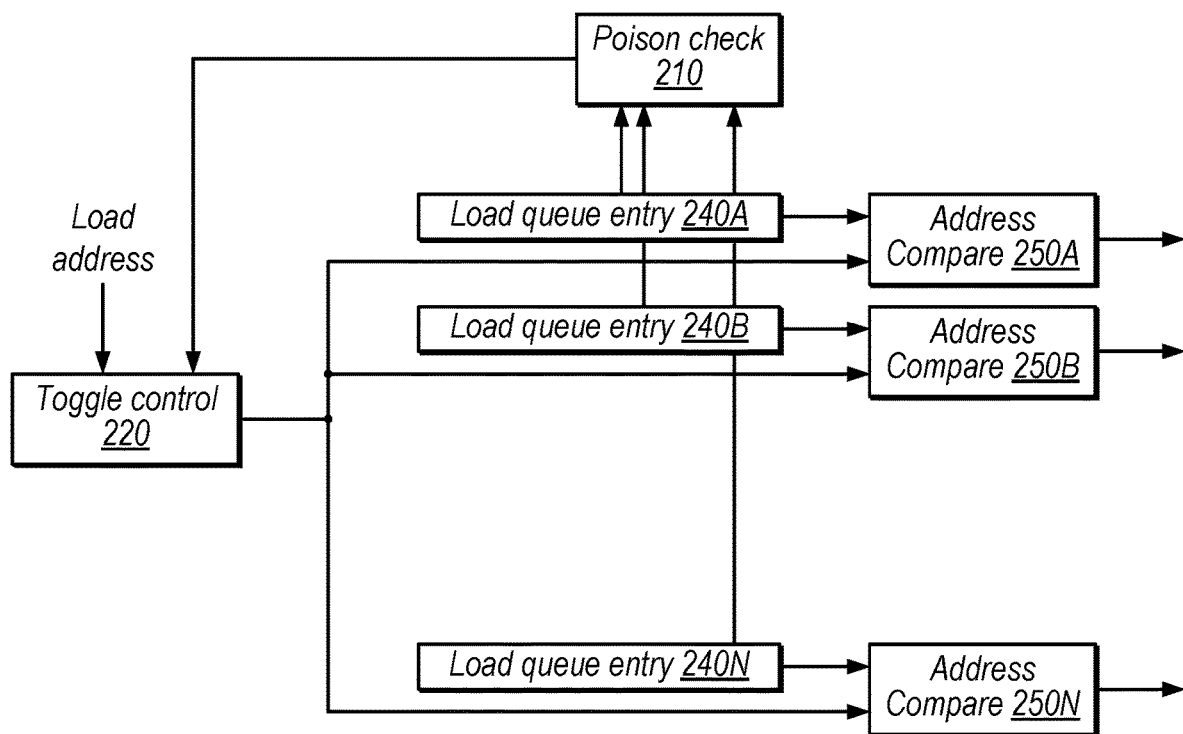 Poison check
210
Load queue entry 240A
Address
Compare 250A
Load
address
Load queue entry 240B
Address
Compare 250B
Toggle control
220
Load queue entry 240N
Address
Compare 250N